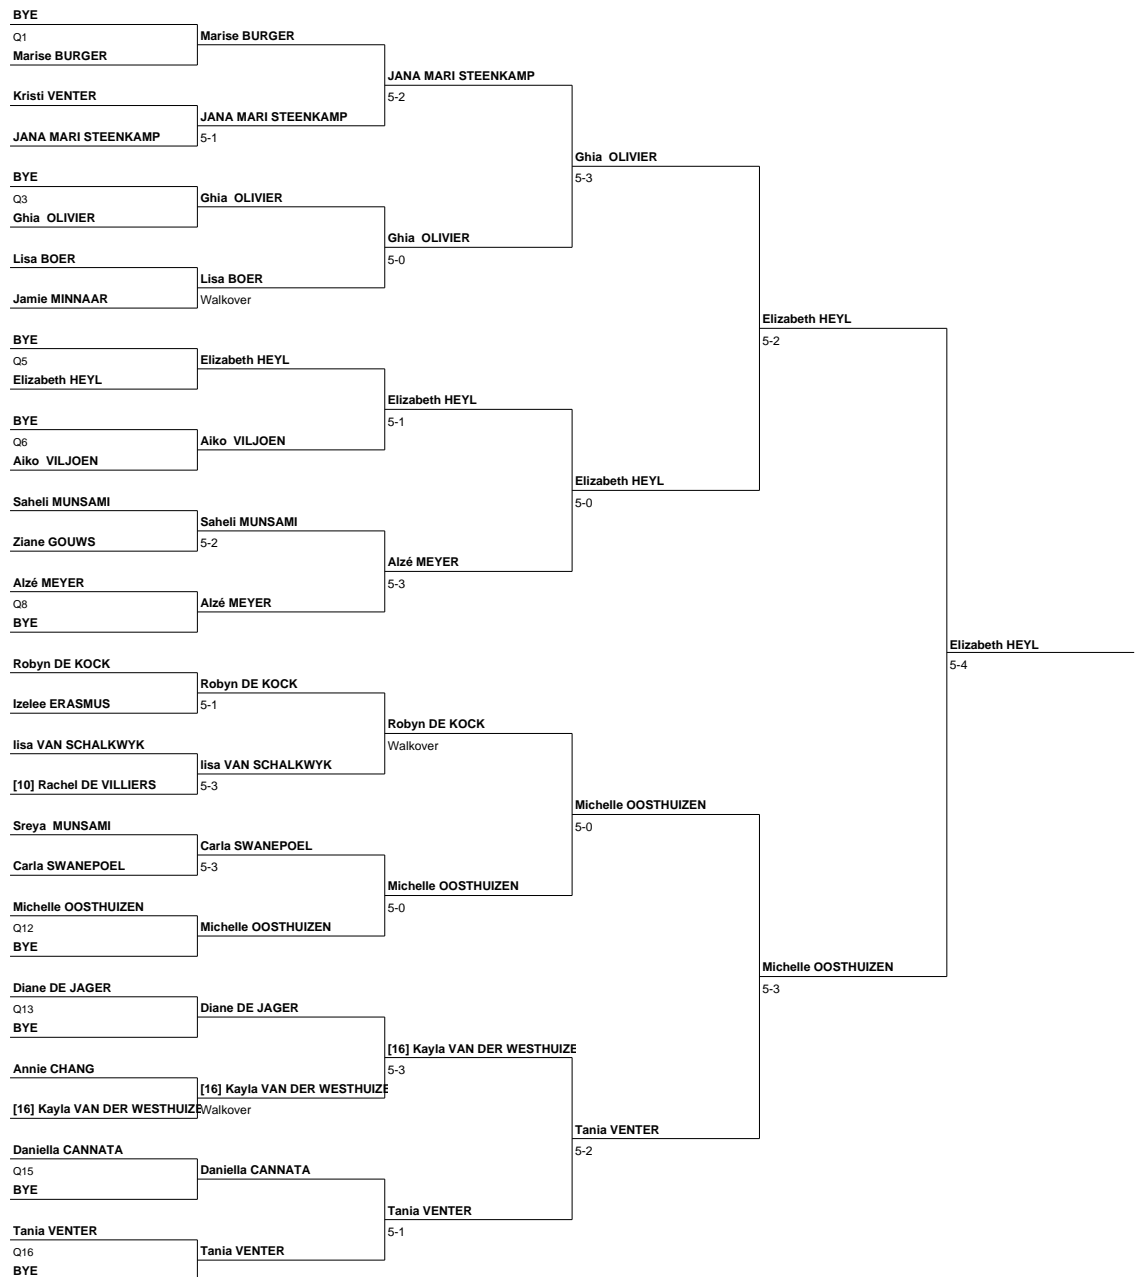 BYE
Q1
Marise BURGER
Kristi VENTER
JANA MARI STEENKAMP
BYE
Q3
Ghia  OLIVIER
Lisa BOER
Jamie MINNAAR
BYE
Q5
Elizabeth HEYL
BYE
Q6
Aiko  VILJOEN
Saheli MUNSAMI
Ziane GOUWS
Alzé MEYER
Q8
BYE
Robyn DE KOCK
Izelee ERASMUS
lisa VAN SCHALKWYK
[10] Rachel DE VILLIERS
Sreya  MUNSAMI
Carla SWANEPOEL
Michelle OOSTHUIZEN
Q12
BYE
Diane DE JAGER
Q13
BYE
Annie CHANG
[16] Kayla VAN DER WESTHUIZE
Daniella CANNATA
Q15
BYE
Tania VENTER
Q16
BYE
Marise BURGER
JANA MARI STEENKAMP
5-1
Ghia  OLIVIER
Lisa BOER
Walkover
Elizabeth HEYL
Aiko  VILJOEN
Saheli MUNSAMI
5-2
Alzé MEYER
Robyn DE KOCK
5-1
lisa VAN SCHALKWYK
5-3
Carla SWANEPOEL
5-3
Michelle OOSTHUIZEN
Diane DE JAGER
[16] Kayla VAN DER WESTHUIZE
Walkover
Daniella CANNATA
Tania VENTER
JANA MARI STEENKAMP
5-2
Ghia  OLIVIER
5-0
Elizabeth HEYL
5-1
Alzé MEYER
5-3
Robyn DE KOCK
Walkover
Michelle OOSTHUIZEN
5-0
[16] Kayla VAN DER WESTHUIZE
5-3
Tania VENTER
5-1
Ghia  OLIVIER
5-3
Elizabeth HEYL
5-0
Michelle OOSTHUIZEN
5-0
Tania VENTER
5-2
Elizabeth HEYL
5-2
Michelle OOSTHUIZEN
5-3
Elizabeth HEYL
5-4